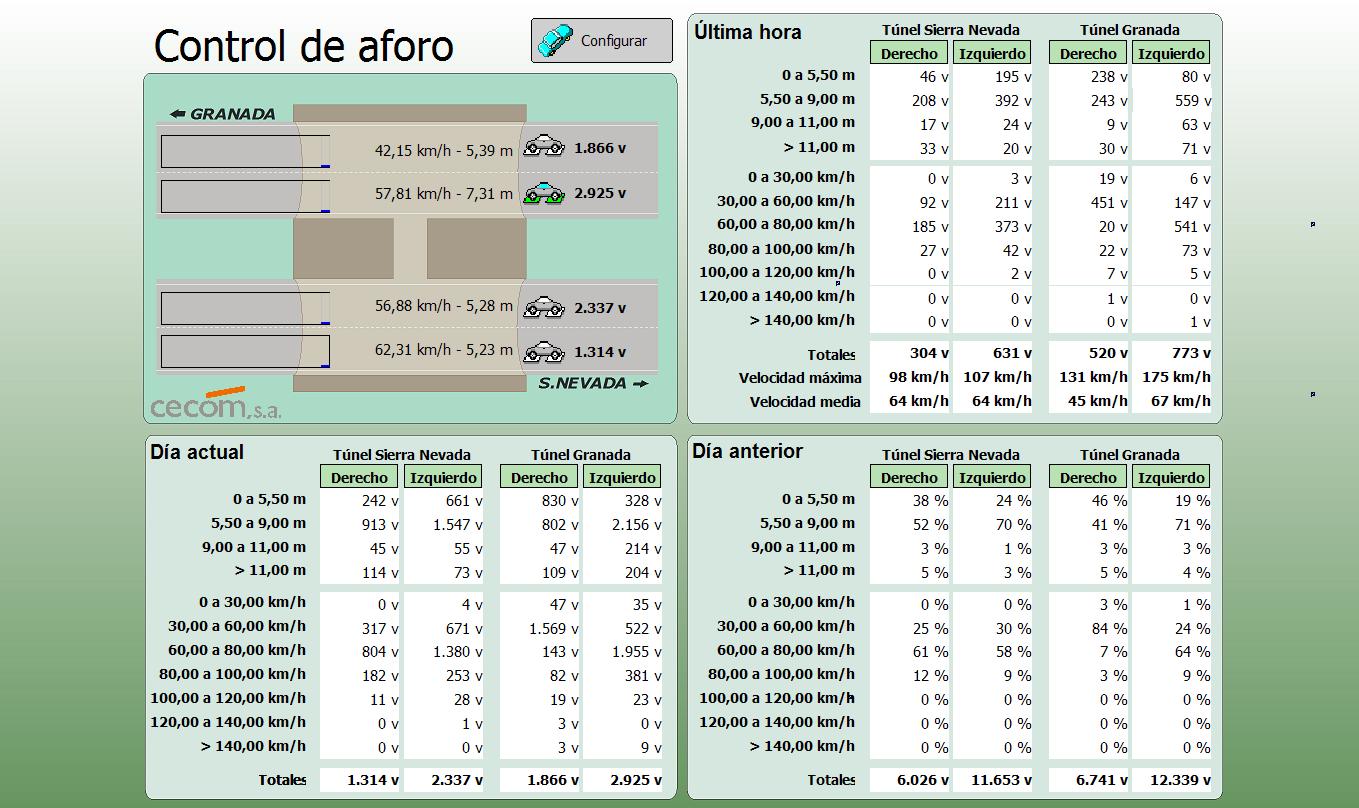 Control de aforo
Configurar
GRANADA
42,15 km/h - 5,39 m 1.866 v
57,81 km/h - 7,31 m 2.925 v
56,88 km/h - 5,28 m 2.337 v
62,31 km/h - 5,23 m 1.314 v
S.NEVADA
cecom,s.a.
Última hora
Túnel Sierra Nevada Túnel Granada
Derecho Izquierdo Derecho Izquierdo
0 a 5,50 m 46 v 195 v 238 v 80 v
5,50 a 9,00 m 208 v 392 v 243 v 559 v
9,00 a 11,00 m 17 v 24 v 9 v 63 v
> 11,00 m 33 v 20 v 30 v 71 v
0 a 30,00 km/h 0 v 3 v 19 v 6 v
30,00 a 60,00 km/h 92 v 211 v 451 v 147 v
60,00 a 80,00 km/h 185 v 373 v 20 v 541 v
80,00 a 100,00 km/h 27 v 42 v 22 v 73 v
100,00 a 120,00 km/h 0 v 2 v 7 v 5 v
120,00 a 140,00 km/h 0 v 0 v 1 v 0 v
> 140,00 km/h 0 v 0 v 0 v 1 v
Totales 304 v 631 v 520 v 773 v
Velocidad máxima 98 km/h 107 km/h 131 km/h 175 km/h
Velocidad media 64 km/h 64 km/h 45 km/h 67 km/h
Día actual
Túnel Sierra Nevada Túnel Granada
Derecho Izquierdo Derecho Izquierdo
0 a 5,50 m 242 v 661 v 830 v 328 v
5,50 a 9,00 m 913 v 1.547 v 802 v 2.156 v
9,00 a 11,00 m 45 v 55 v 47 v 214 v
> 11,00 m 114 v 73 v 109 v 204 v
0 a 30,00 km/h 0 v 4 v 47 v 35 v
30,00 a 60,00 km/h 317 v 671 v 1.569 v 522 v
60,00 a 80,00 km/h 804 v 1.380 v 143 v 1.955 v
80,00 a 100,00 km/h 182 v 253 v 82 v 381 v
100,00 a 120,00 km/h 11 v 28 v 19 v 23 v
120,00 a 140,00 km/h 0 v 1 v 3 v 0 v
> 140,00 km/h 0 v 0 v 3 v 9 v
Totales 1.314 v 2.337 v 1.866 v 2.925 v
Día anterior
Túnel Sierra Nevada Túnel Granada
Derecho Izquierdo Derecho Izquierdo
0 a 5,50 m 38 % 24 % 46 % 19 %
5,50 a 9,00 m 52 % 70 % 41 % 71 %
9,00 a 11,00 m 3 % 1 % 3 % 3 %
> 11,00 m 5 % 3 % 5 % 4 %
0 a 30,00 km/h 0 % 0 % 3 % 1 %
30,00 a 60,00 km/h 25 % 30 % 84 % 24 %
60,00 a 80,00 km/h 61 % 58 % 7 % 64 %
80,00 a 100,00 km/h 12 % 9 % 3 % 9 %
100,00 a 120,00 km/h 0 % 0 % 0 % 0 %
120,00 a 140,00 km/h 0 % 0 % 0 % 0 %
> 140,00 km/h 0 % 0 % 0 % 0 %
Totales 6.026 v 11.653 v 6.741 v 12.339 v